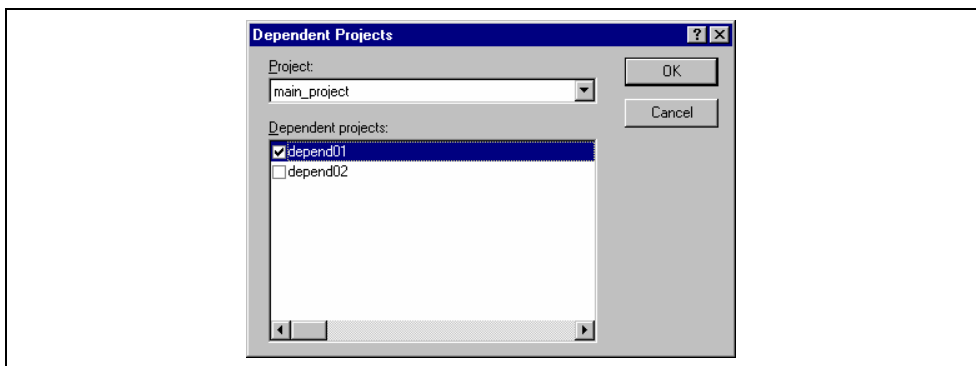 Dependent Projects
Project:
OK
main_project
Cancel
Dependent projects:
depend01
depend02